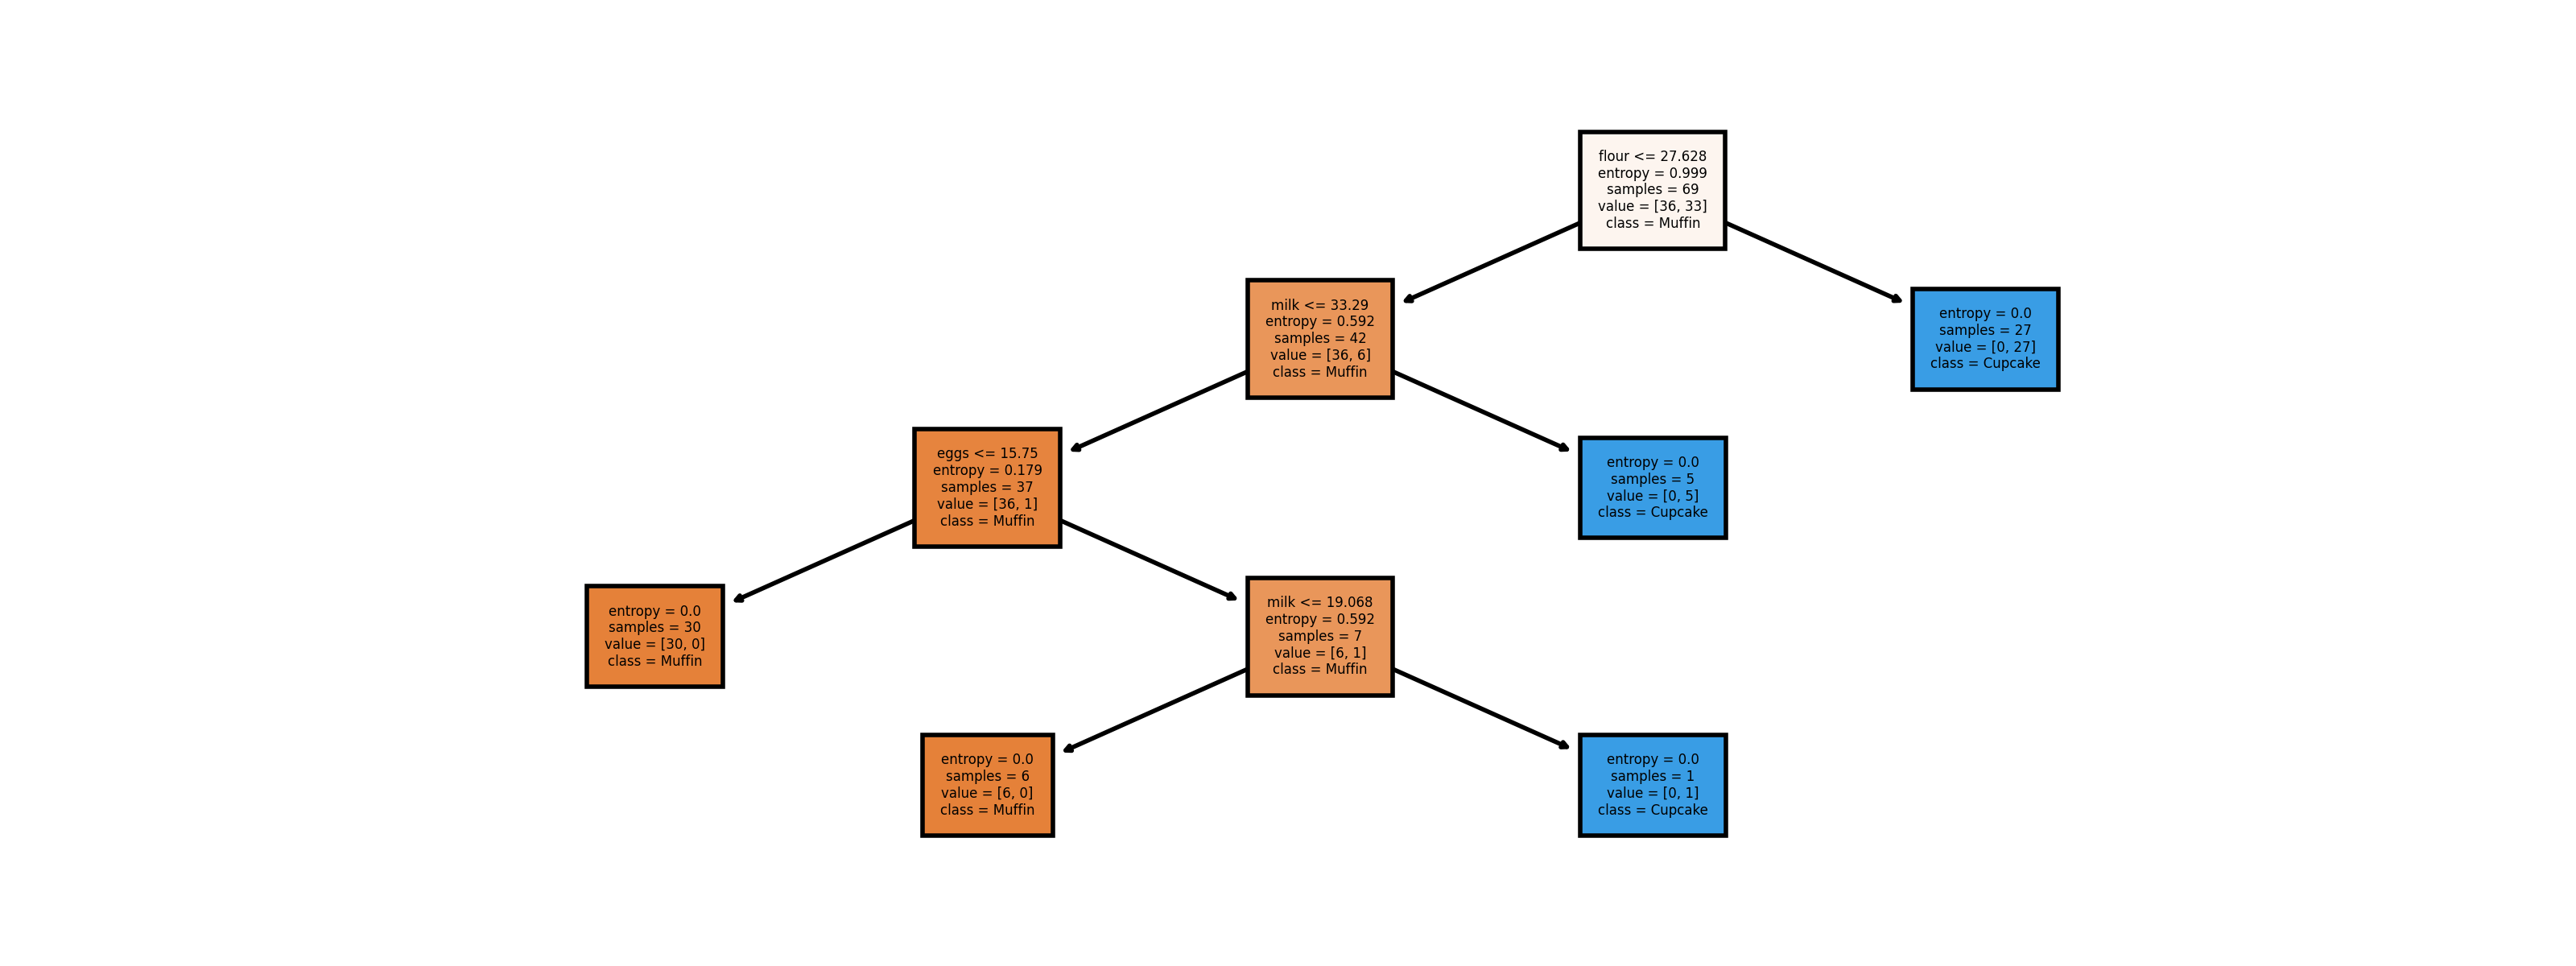 flour <= 27.628
entropy = 0.999
samples = 69
value = [36, 33]
class = Muffin
milk <= 33.29
entropy = 0.592
samples = 42
value = [36, 6]
class = Muffin
entropy = 0.0
samples = 27
value = [0, 27]
class = Cupcake
eggs <= 15.75
entropy = 0.179
samples = 37
value = [36, 1]
class = Muffin
entropy = 0.0
samples = 5
value = [0, 5]
class = Cupcake
entropy = 0.0
samples = 30
value = [30, 0]
class = Muffin
milk <= 19.068
entropy = 0.592
samples = 7
value = [6, 1]
class = Muffin
entropy = 0.0
samples = 6
value = [6, 0]
class = Muffin
entropy = 0.0
samples = 1
value = [0, 1]
class = Cupcake